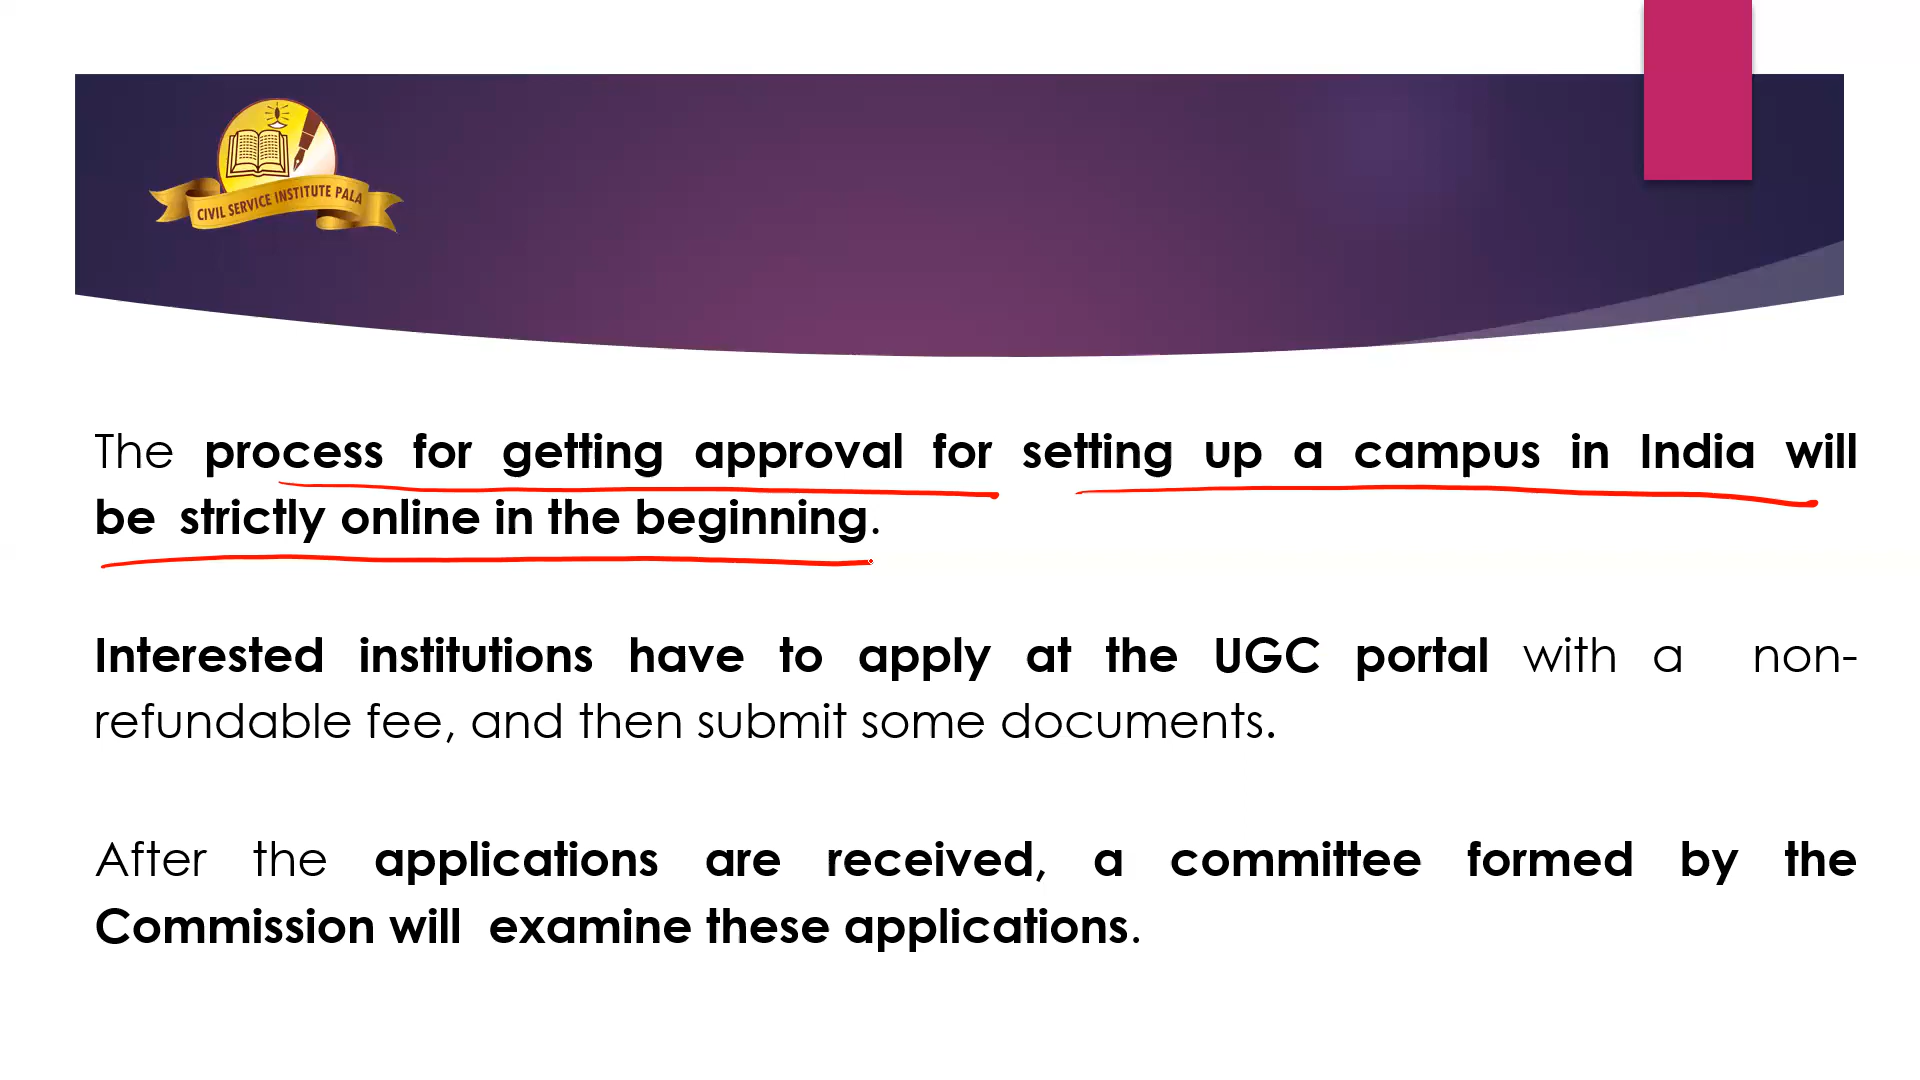 CIVIL SERVICE INSTITUTE PALA
The process for getting approval for setting up a campus in India will
be strictly online in the beginning.
Interested institutions have to apply at the UGC portal with a non-
refundable fee, and then submit some documents.
After the applications are received, a committee formed by the
Commission will examine these applications.